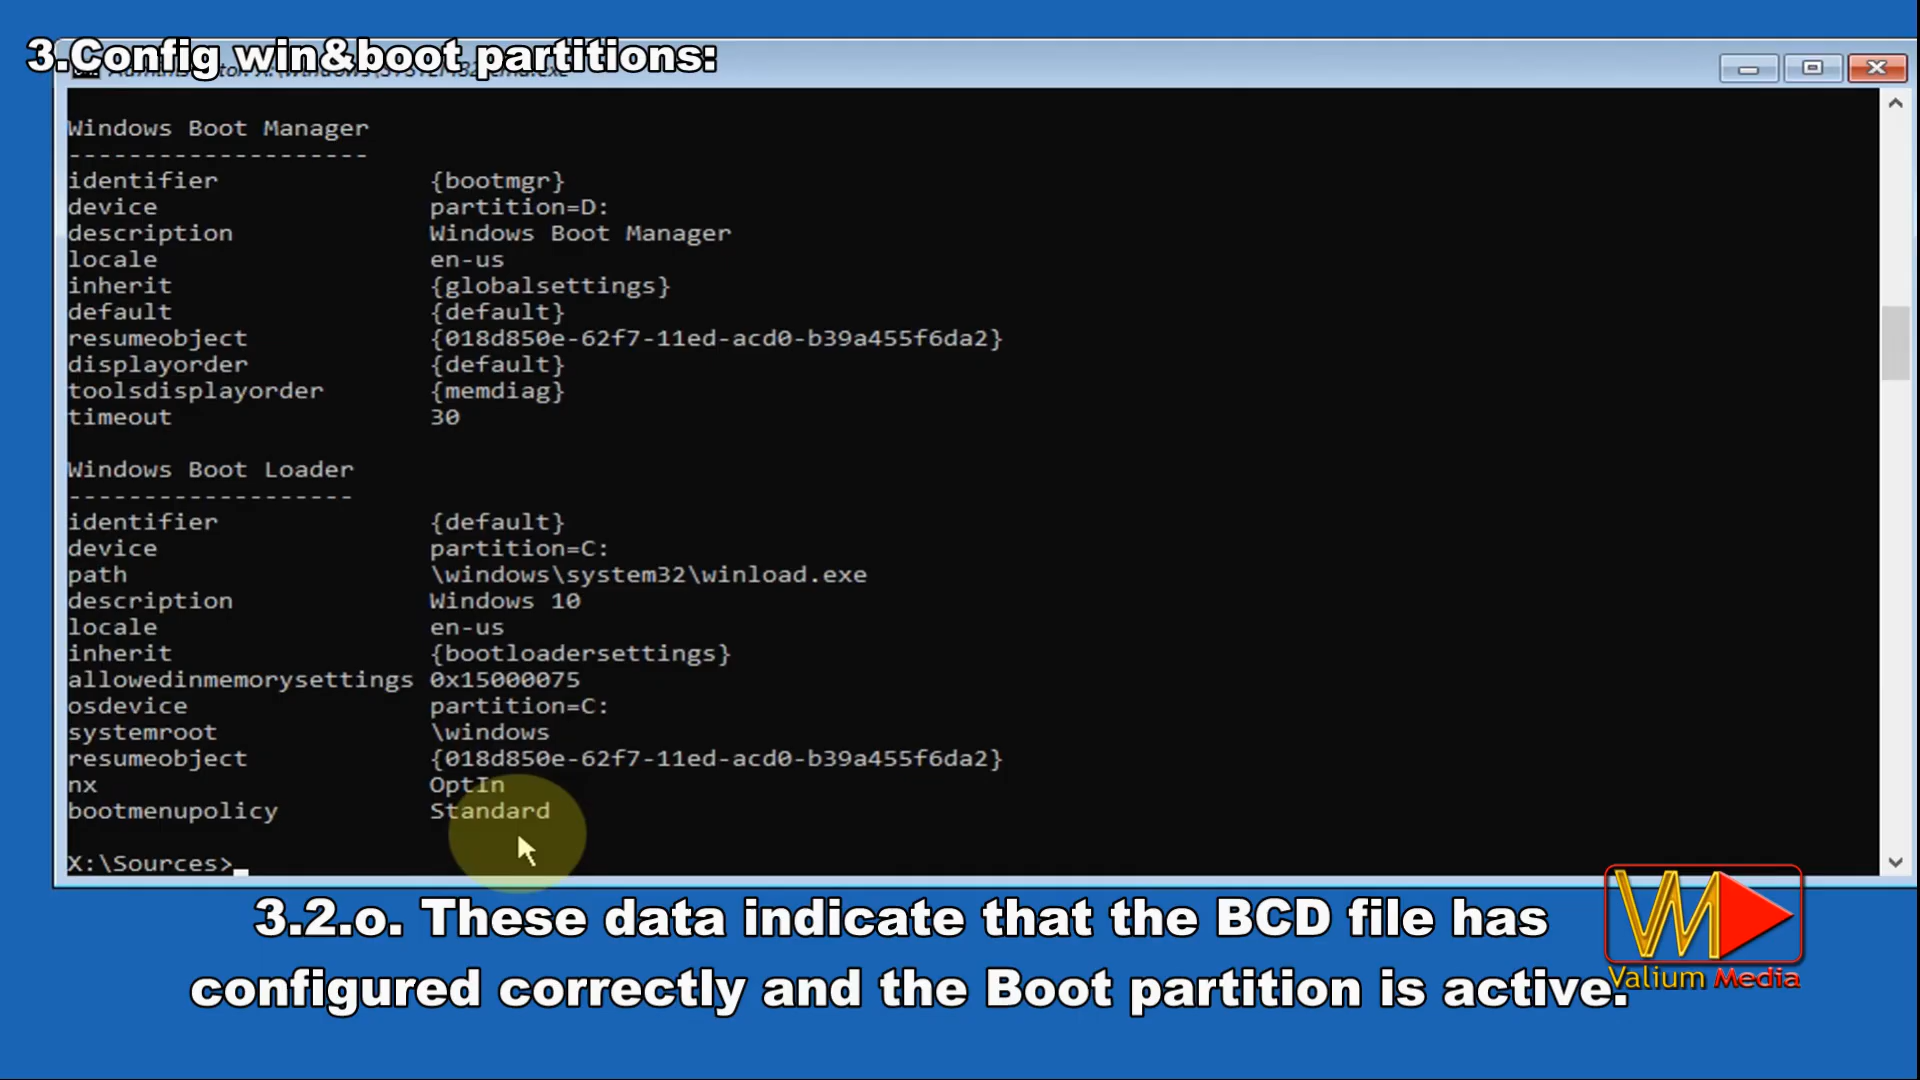 3.Config win&boot partitions:
Windows Boot Manager
--------------------
identifier {bootmgr}
device partition=D:
description Windows Boot Manager
locale en-us
inherit {globalsettings}
default {default}
resumeobject {018d850e-62f7-11ed-acd0-b39a455f6da2}
displayorder {default}
toolsdisplayorder {memdiag}
timeout 30
Windows Boot Loader
-------------------
identifier {default}
device partition=C:
path \windows\system32\winload.exe
description Windows 10
locale en-us
inherit {bootloadersettings}
allowedinmemorysettings 0x15000075
osdevice partition=C:
systemroot \windows
resumeobject {018d850e-62f7-11ed-acd0-b39a455f6da2}
nx OptIn
bootmenupolicy Standard
X:\Sources>_
3.2.o. These data indicate that the BCD file has
configured correctly and the Boot partition is active.
VM
Valium Media